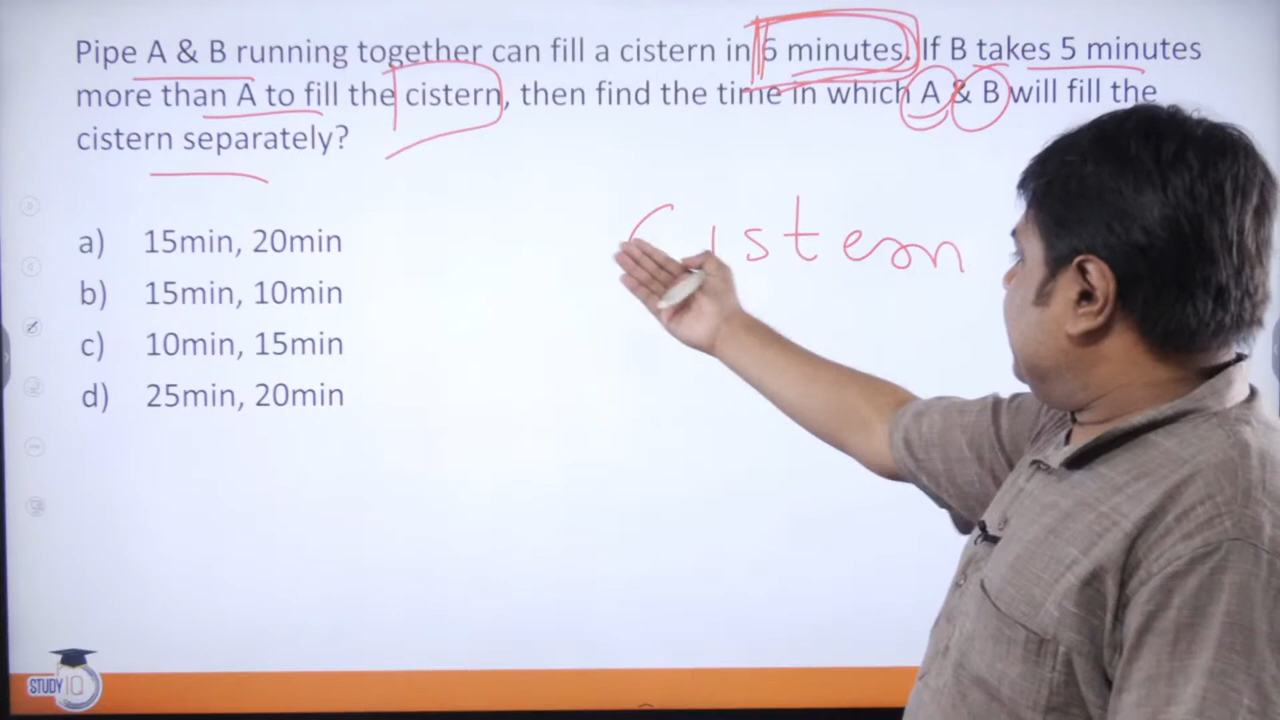 Pipe A & B running together can fill a cistern in 6 minutes. If B takes 5 minutes
more than A to fill the cistern, then find the time in which A & B will fill the
cistern separately?
a) 15min, 20min
b) 15min, 10min
c) 10min, 15min
d) 25min, 20min
Cistern
STUDY IQ